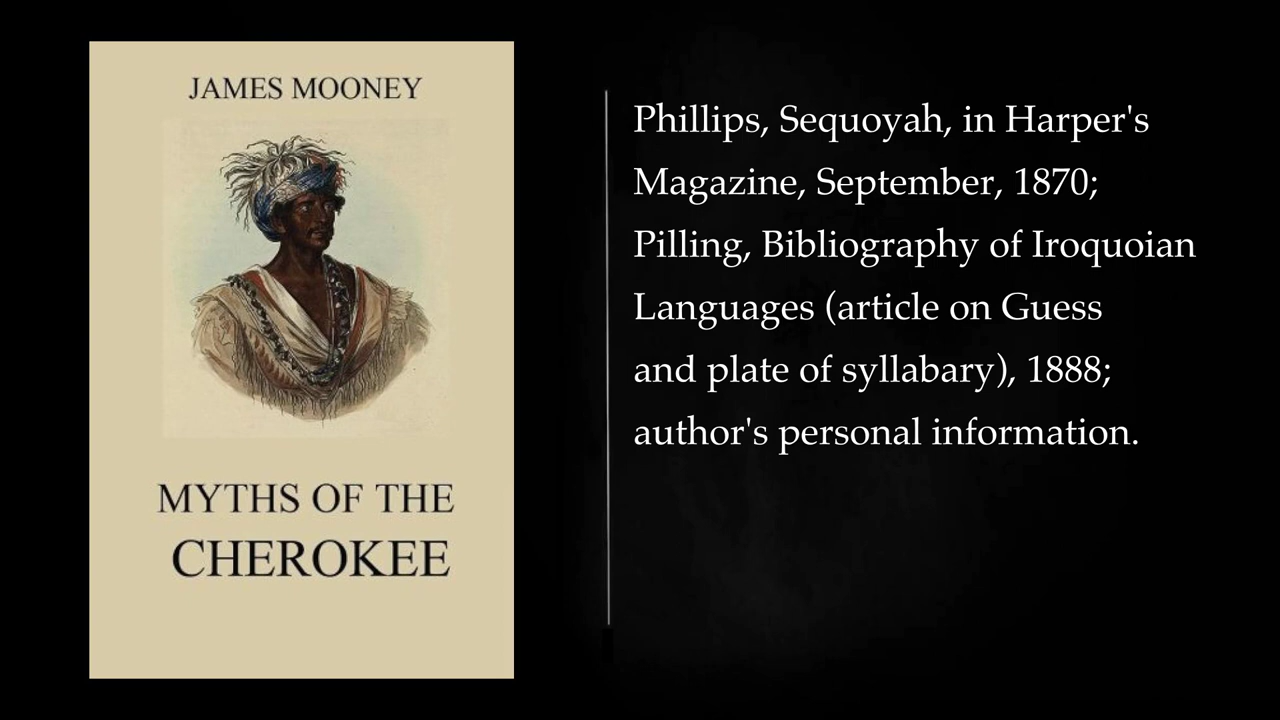 JAMES MOONEY
MYTHS OF THE
CHEROKEE
Phillips, Sequoyah, in Harper's
Magazine, September, 1870;
Pilling, Bibliography of Iroquoian
Languages (article on Guess
and plate of syllabary), 1888;
author's personal information.